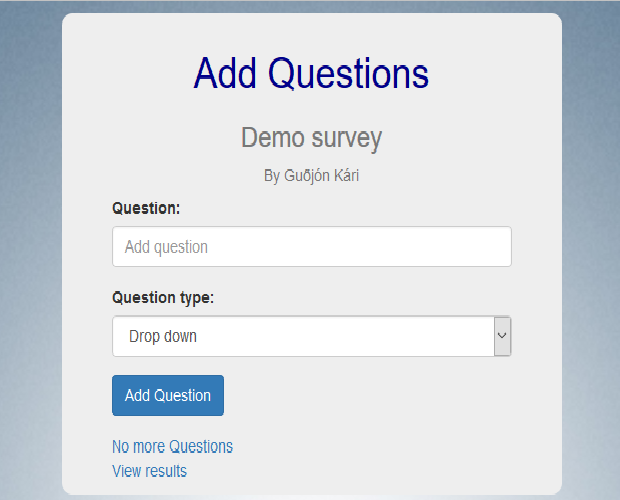 Add Questions
Demo survey
By Guðjón Kári
Question:
Add question
Question type:
Drop down
Add Question
No more Questions
View results